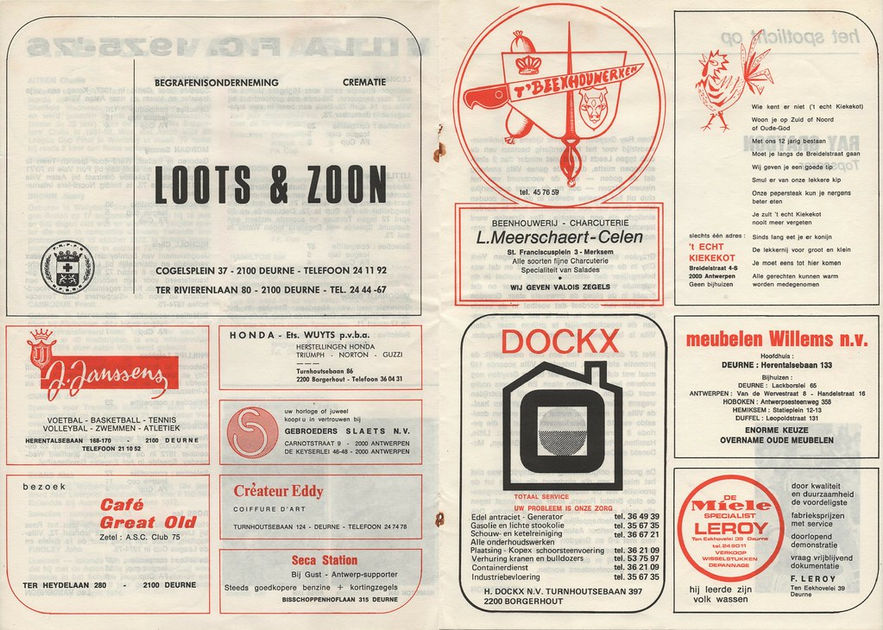 BEGRAFENISONDERNEMING CREMATIE
LOOTS & ZOON
COGELSPLEIN 37 - 2100 DEURNE - TELEFOON 24 11 92
TER RIVIERENLAAN 80 - 2100 DEURNE - TEL. 24 44 -67
JJ
J. Janssens
VOETBAL - BASKETBALL - TENNIS
VOLLEYBAL - ZWEMMEN - ATLETIEK
HERENTALSEBAAN 168-170 - 2100 DEURNE
TELEFOON 21 10 52
HONDA - Ets. WUYTS p.v.b.a.
HERSTELLINGEN HONDA
TRIUMPH - NORTON - GUZZI
Turnhoutsebaan 86
2200 Borgerhout - Telefoon 36 04 31
S
uw horloge of juweel
koopt u in vertrouwen bij
GEBROEDERS SLAETS N.V.
CARNOTSTRAAT 9 - 2000 ANTWERPEN
DE KEYSERLEI 46-48 - 2000 ANTWERPEN
bezoek
Café
Great Old
Zetel : A.S.C. Club 75
TER HEYDELAAN 280 - 2100 DEURNE
Créateur Eddy
COIFFURE D'ART
TURNHOUTSEBAAN 124 - DEURNE - TELEFOON 24 74 78
Seca Station
Bij Gust - Antwerp-supporter
Steeds goedkopere benzine + kortingzegels
BISSCHOPPENHOFLAAN 315 DEURNE
T'BEEKHOUWERKEN
tel. 45 76 59
BEENHOUWERIJ - CHARCUTERIE
L.Meerschaert-Celen
St. Franciscusplein 3 - Merksem
Alle soorten fijne Charcuterie
Specialiteit van Salades
WIJ GEVEN VALOIS ZEGELS
Wie kent er niet ('t echt Kiekekot)
Woon je op Zuid of Noord
of Oude-God
Met ons 12 jarig bestaan
Moet je langs de Breidelstraat gaan
Wij geven je een goede tip
Smul er van onze lekkere kip
Onze pepersteak kun je nergens
beter eten
Je zult 't echt Kiekekot
nooit meer vergeten
Sinds lang eet je er konijn
De lekkernij voor groot en klein
Je moet eens tot hier komen
Alle gerechten kunnen warm
worden medegenomen
slechts één adres :
't ECHT
KIEKEKOT
Breidelstraat 4-6
2000 Antwerpen
Geen bijhuizen
DOCKX
TOTAAL SERVICE
UW PROBLEEM IS ONZE ZORG
Edel antraciet - Generator tel. 36 49 39
Gasolie en lichte stookolie tel. 35 67 35
Schouw- en ketelreiniging tel. 36 67 21
Alle onderhoudswerken
Plaatsing - Kopex schoorsteenvoering tel. 36 21 09
Verhuring kranen en bulldozers tel. 53 75 97
Containerdienst tel. 36 21 09
Industriebevloering tel. 35 67 35
H. DOCKX N.V. TURNHOUTSEBAAN 397
2200 BORGERHOUT
meubelen Willems n.v.
Hoofdhuis :
DEURNE : Herentalsebaan 133
Bijhuizen :
DEURNE : Lackborslei 65
ANTWERPEN : Van de Wervestraat 8 - Handelstraat 16
HOBOKEN : Antwerpsesteenweg 358
HEMIKSEM : Statieplein 12-13
DUFFEL : Leopoldstraat 131
ENORME KEUZE
OVERNAME OUDE MEUBELEN
DE
Miele
SPECIALIST
LEROY
Ten Eekhovelei 39 Deurne
tel. 24 90 11
VERKOOP
WISSELSTUKKEN
DEPANNAGE
hij leerde zijn
volk wassen
door kwaliteit
en duurzaamheid
de voordeligste
fabrieksprijzen
met service
doorlopend
demonstratie
vraag vrijblijvend
dokumentatie
F. LEROY
Ten Eekhovelei 39
Deurne